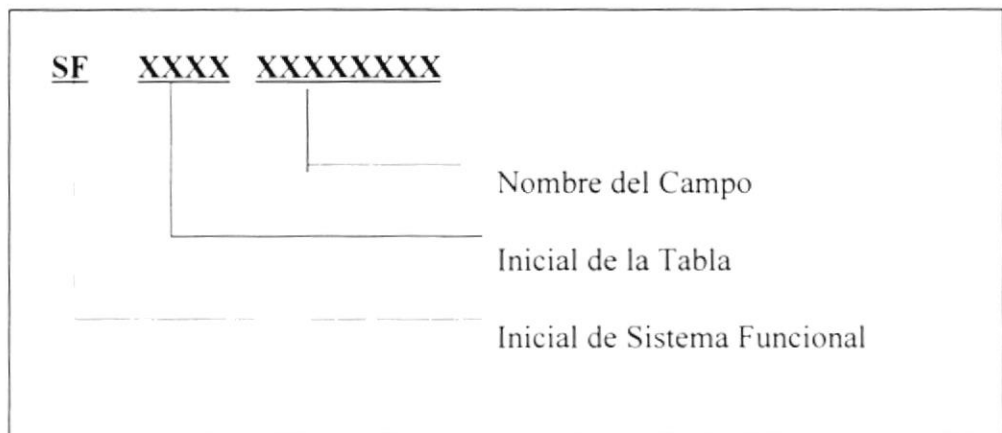 SF XXXX XXXXXXXX
Nombre del Campo
Inicial de la Tabla
Inicial de Sistema Funcional